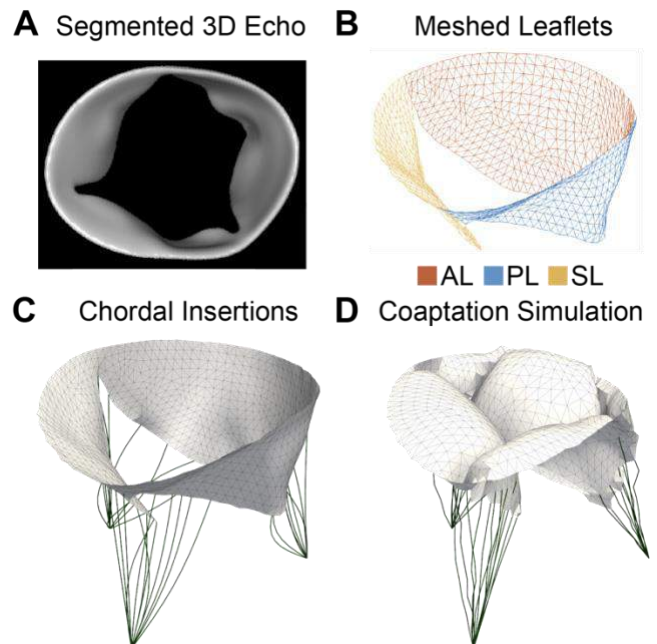 A Segmented 3D Echo
B Meshed Leaflets
AL PL SL
C Chordal Insertions
D Coaptation Simulation